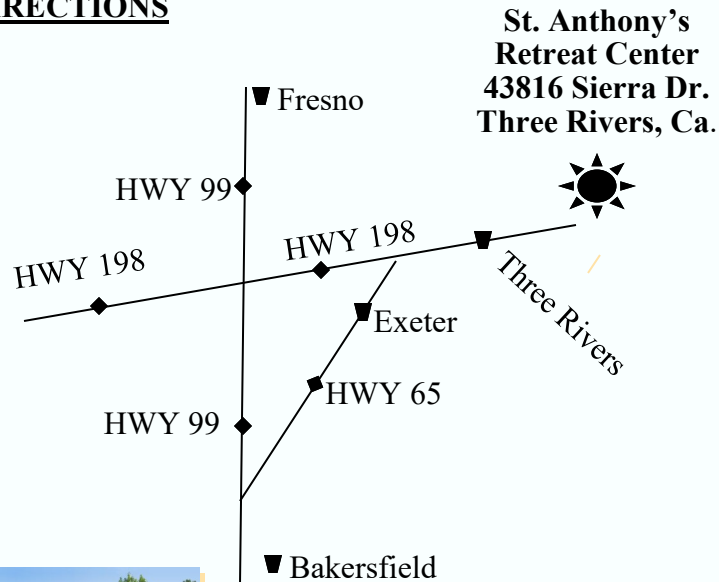 RECTIONS
St. Anthony’s
Retreat Center
43816 Sierra Dr.
Three Rivers, Ca.
Fresno
HWY 99
HWY 198
HWY 198
Three Rivers
Exeter
HWY 65
HWY 99
Bakersfield